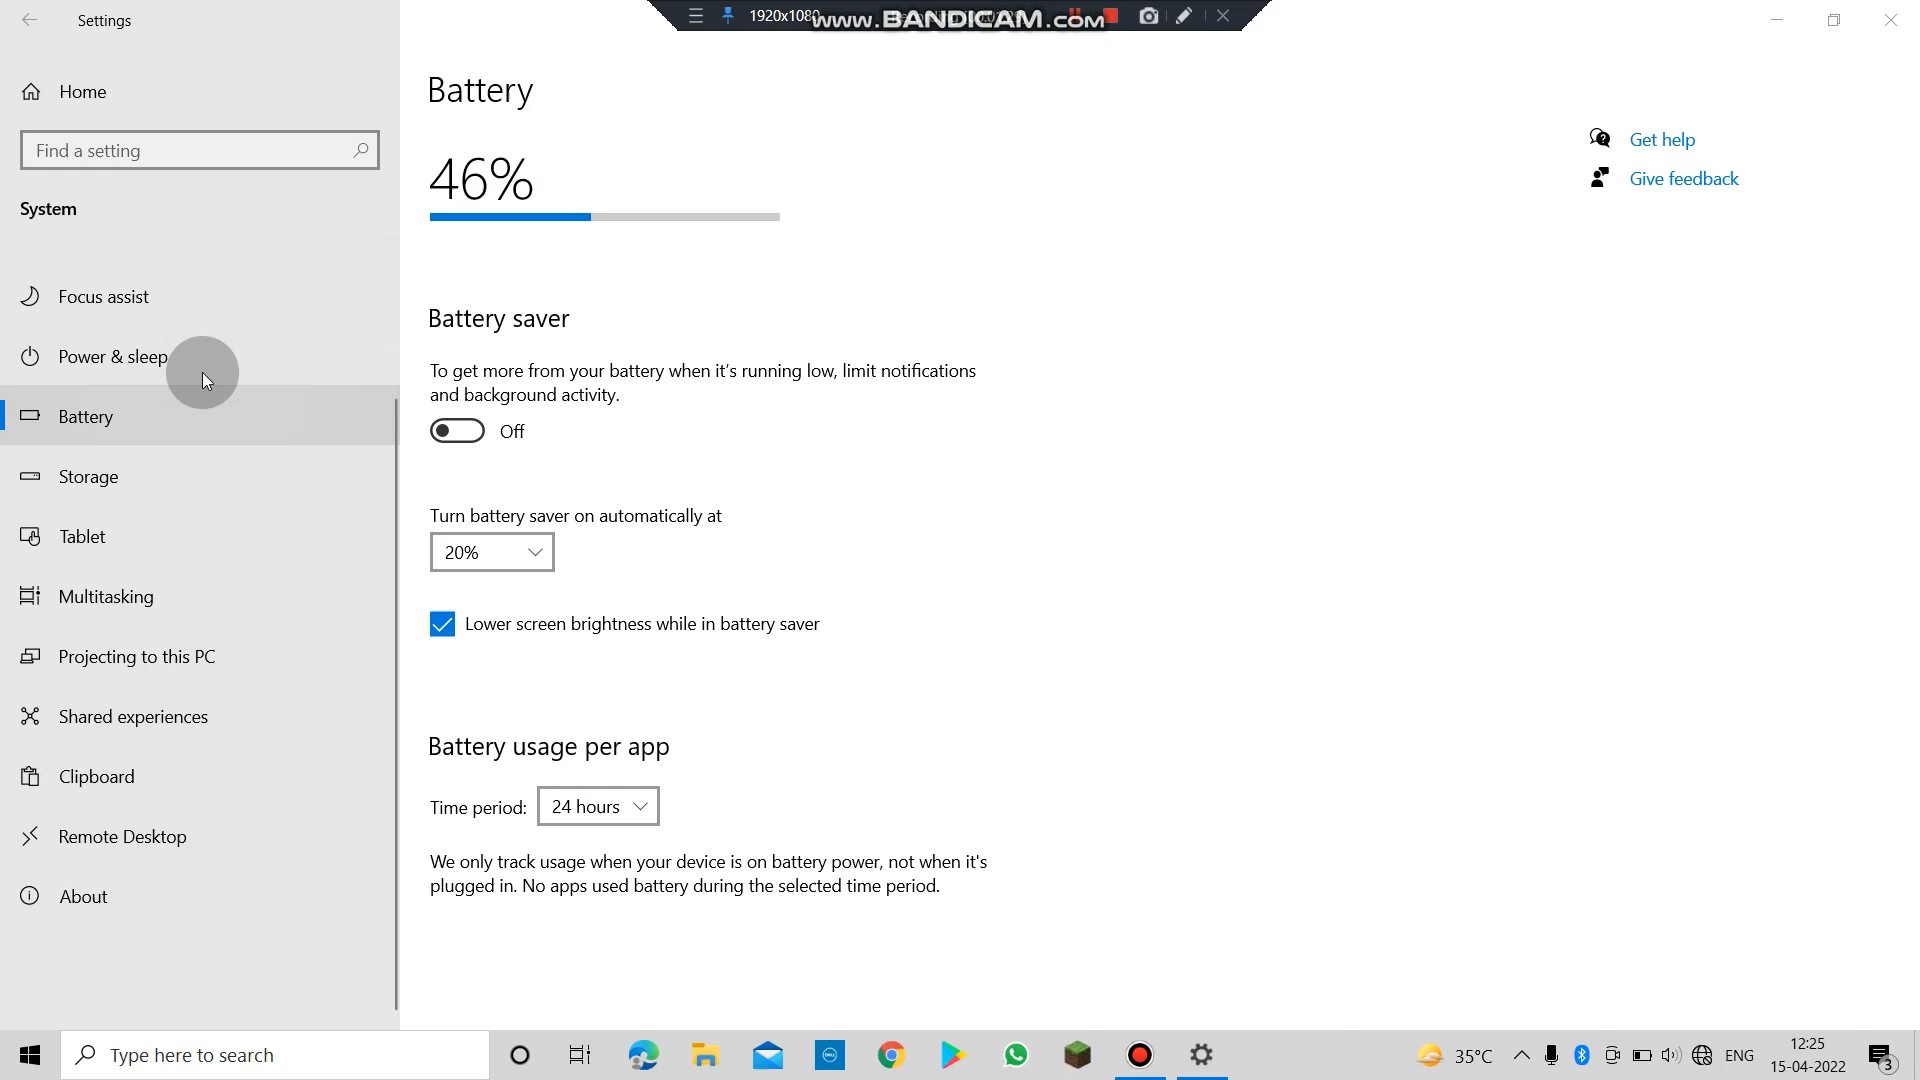 Settings
1920x1080
www.BANDICAM.com
Home
Find a setting
System
Focus assist
Power & sleep
Battery
Storage
Tablet
Multitasking
Projecting to this PC
Shared experiences
Clipboard
Remote Desktop
About
Battery
46%
Battery saver
To get more from your battery when it's running low, limit notifications
and background activity.
Off
Turn battery saver on automatically at
20%
Lower screen brightness while in battery saver
Battery usage per app
Time period: 24 hours
We only track usage when your device is on battery power, not when it's
plugged in. No apps used battery during the selected time period.
Get help
Give feedback
Type here to search
DELL
35°C
ENG
12:25
15-04-2022
3